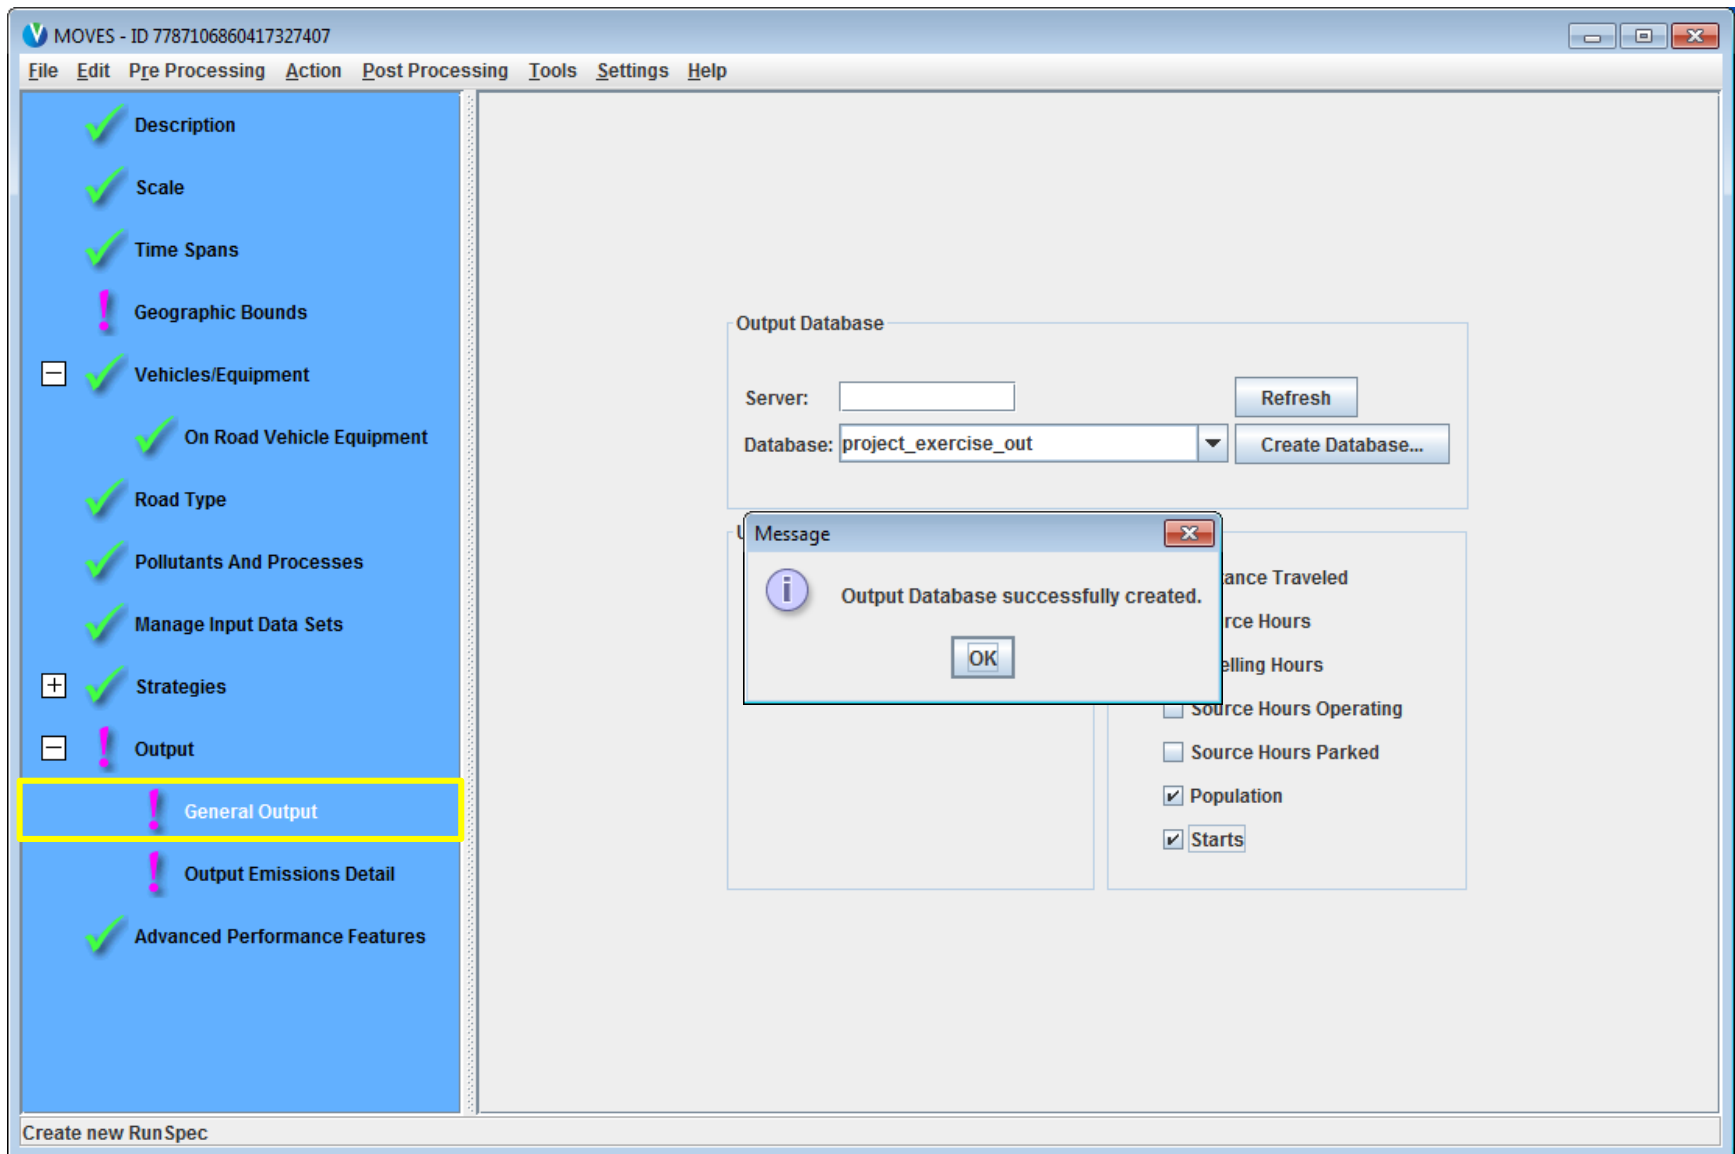 MOVES - ID 7787106860417327407
File Edit Pre Processing Action Post Processing Tools Settings Help
Description
Scale
Time Spans
Geographic Bounds
Vehicles/Equipment
On Road Vehicle Equipment
Road Type
Pollutants And Processes
Manage Input Data Sets
Strategies
Output
General Output
Output Emissions Detail
Advanced Performance Features
Output Database
Server:
Refresh
Database: project_exercise_out
Create Database...
Message
Output Database successfully created.
OK
ance Traveled
rce Hours
elling Hours
Source Hours Operating
Source Hours Parked
Population
Starts
Create new RunSpec